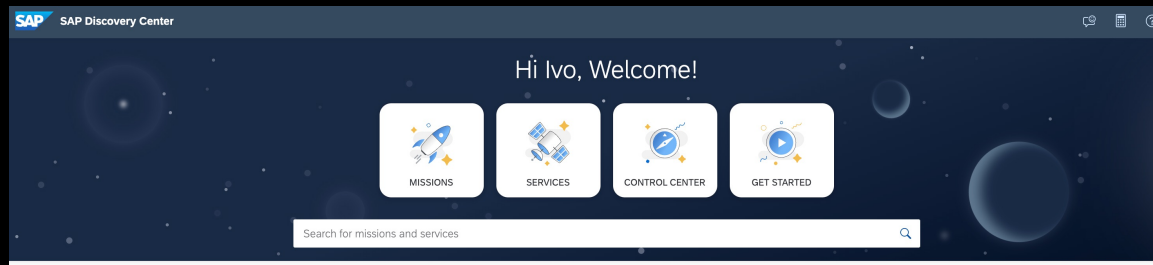 SAP SAP Discovery Center
Hi Ivo, Welcome!
MISSIONS
SERVICES
CONTROL CENTER
GET STARTED
Search for missions and services